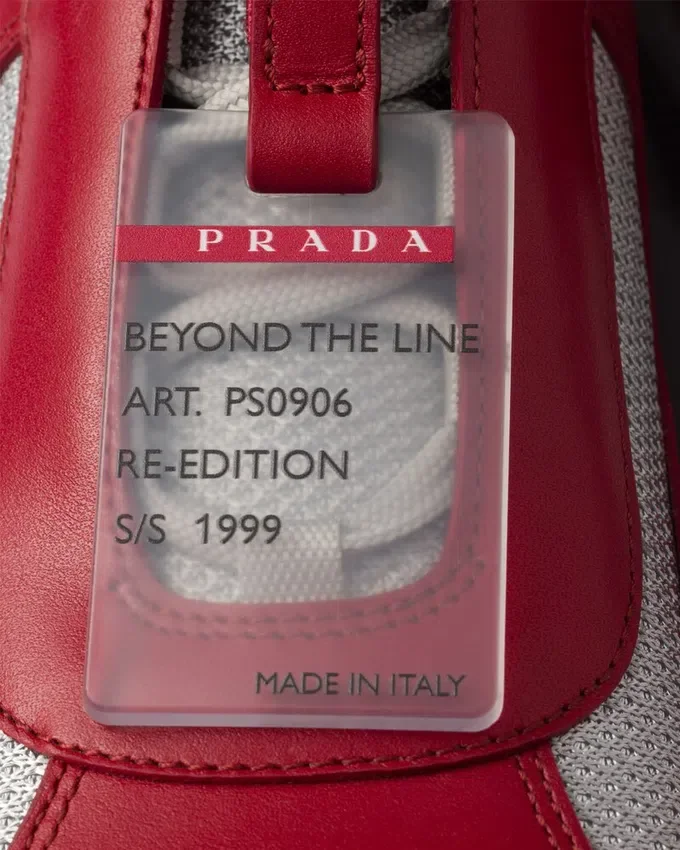 PRADA
BEYOND THE LINE
ART. PS0906
RE-EDITION
S/S 1999
MADE IN ITALY